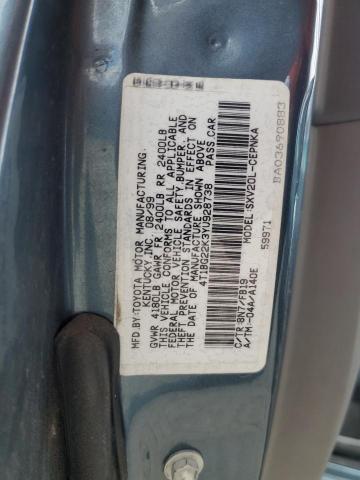 MFD.BY:TOYOTA MOTOR MANUFACTURING.
KENTUCKY,INC. 08/99
GVWR 4180LB GAWR FR 2400LB RR 2400LB
THIS VEHICLE CONFORMS TO ALL APPLICABLE
FEDERAL MOTOR VEHICLE SAFETY,BUMPER, AND
THEFT PREVENTION STANDARDS IN EFFECT ON THE
DATE OF MANUFACTURE SHOWN ABOVE
4T1BG22K3YU928738 PASS.CAR
MODEL:SXV20L-CEPNKA
59971
C/TR:8N7/FB19
A/TM:-04A/A140E
BA03690883